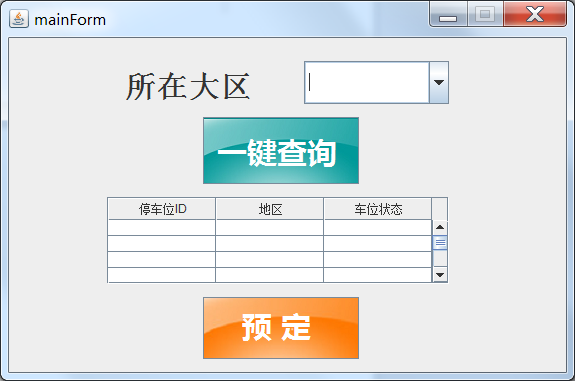 mainForm
所在大区
一键查询
停车位ID 地区 车位状态
预 定